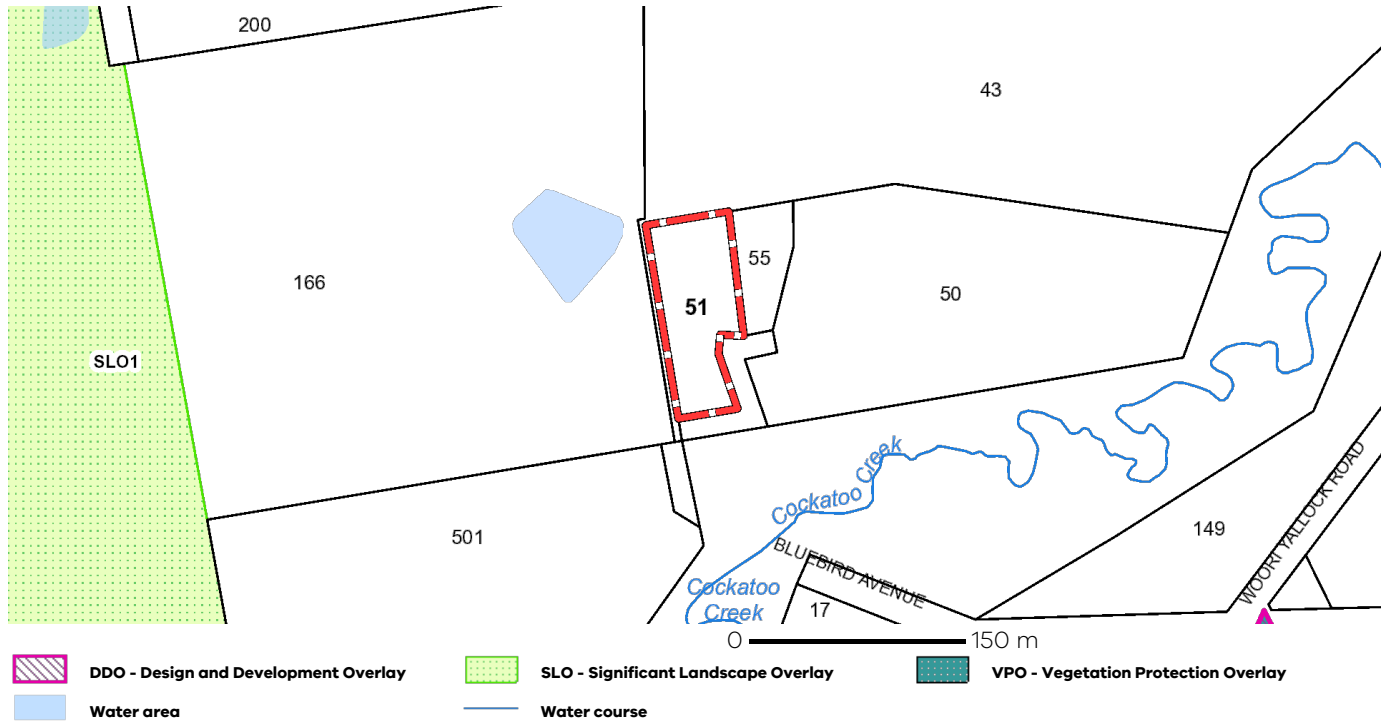 200
43
55
166
50
51
SLO1
Cockatoo Creek
WOORI YALLOCK ROAD
149
501
BLUEBIRD AVENUE
Cockatoo
Creek
17
0 150 m
DDO - Design and Development Overlay
SLO - Significant Landscape Overlay
VPO - Vegetation Protection Overlay
Water area
Water course